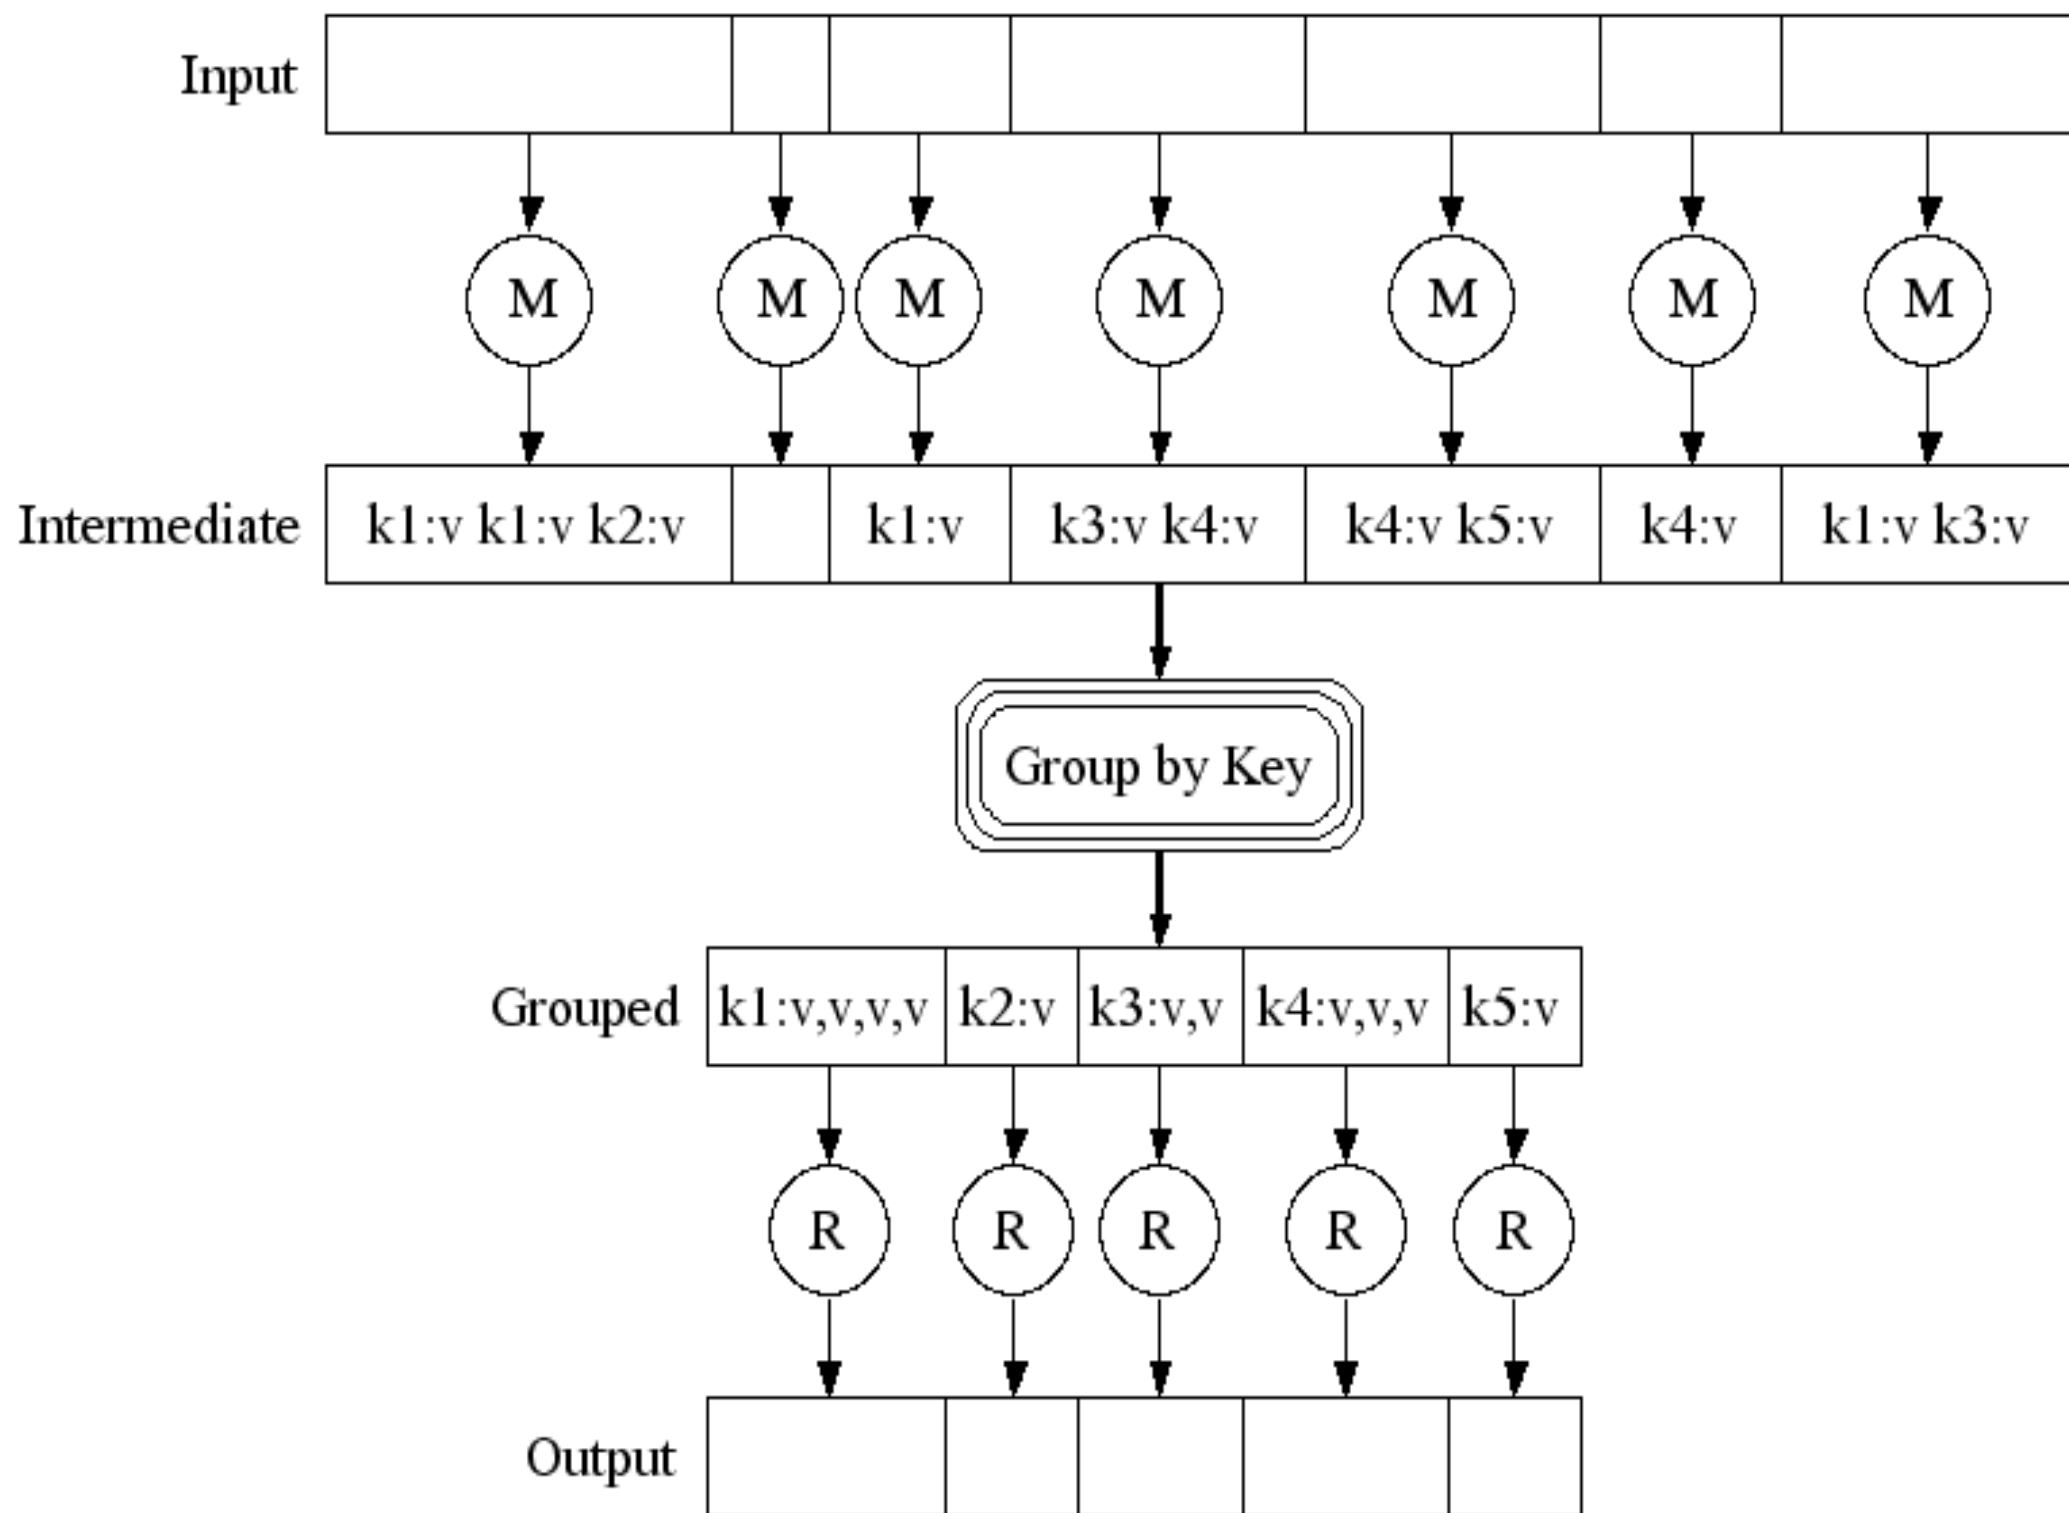 Input
M M M M M M M
Intermediate k1:v k1:v k2:v k1:v k3:v k4:v k4:v k5:v k4:v k1:v k3:v
Group by Key
Grouped k1:v,v,v,v k2:v k3:v,v k4:v,v,v k5:v
R R R R R
Output